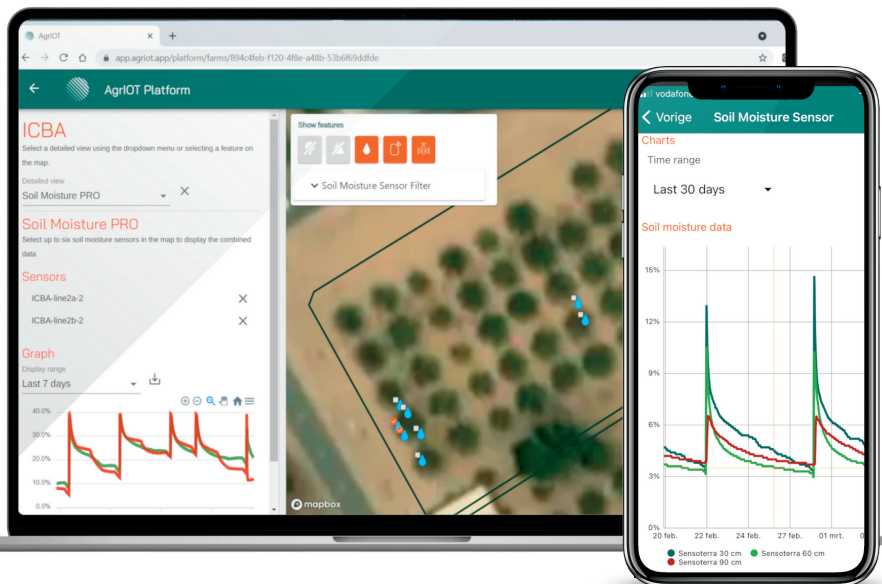 AgrIOT
app.agriot.app/platform/farms/894c4feb-f120-4f8e-a48b-53b6f69ddfde
AgrIOT Platform
ICBA
Select a detailed view using the dropdown menu or selecting a feature on
the map.
Detailed view
Soil Moisture PRO
Soil Moisture PRO
Select up to six soil moisture sensors in the map to display the combined
data
Sensors
ICBA-line2a-2
ICBA-line2b-2
Graph
Display range
Last 7 days
40.0%
30.0%
20.0%
10.0%
0.0%
Show features
Soil Moisture Sensor Filter
mapbox
vodafone
Vorige
Soil Moisture Sensor
Charts
Time range
Last 30 days
Soil moisture data
15%
12%
9%
6%
3%
0%
20 feb. 22 feb. 24 feb. 27 feb. 01 mrt.
Sensoterra 30 cm Sensoterra 60 cm
Sensoterra 90 cm